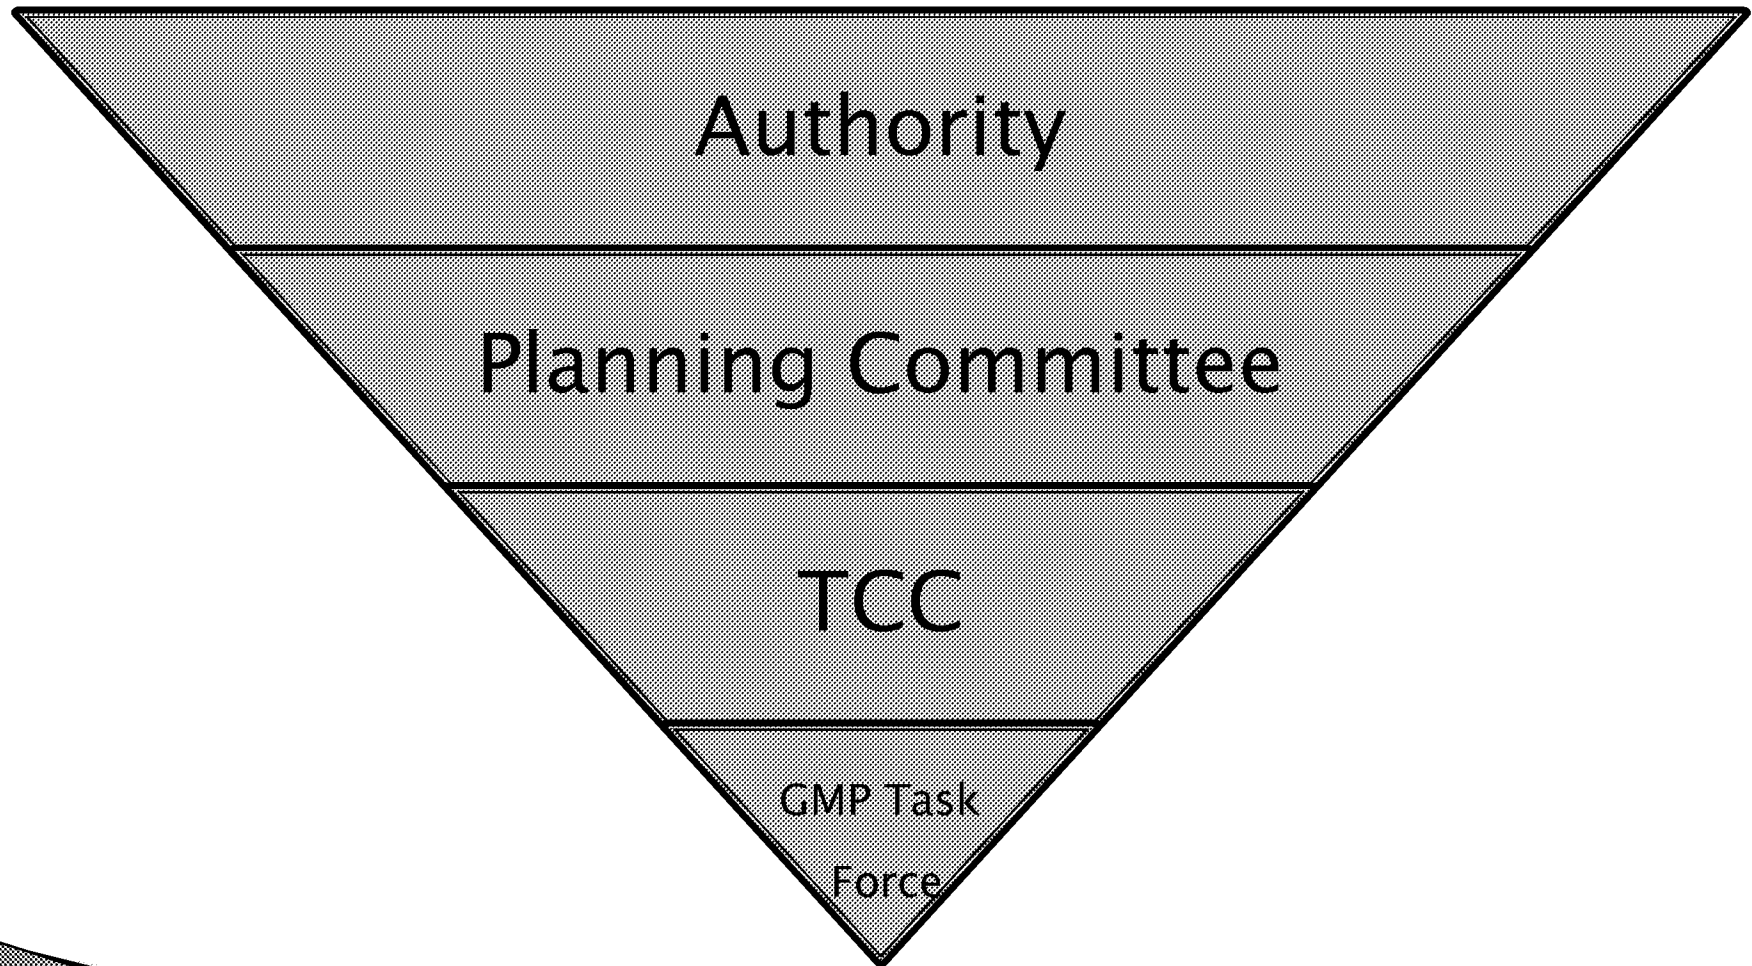 Authority
Planning Committee
TCC
GMP Task
Force